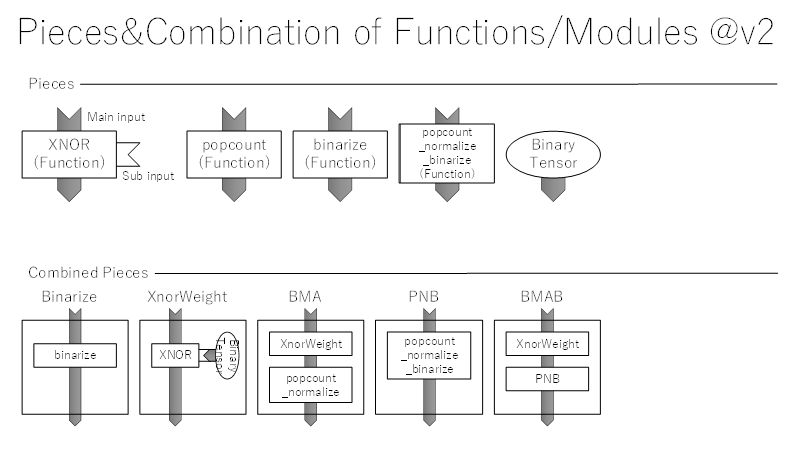 Pieces&Combination of Functions/Modules @v2
Pieces
Main input
XNOR
(Function)
Sub input
popcount
(Function)
binarize
(Function)
popcount
_normalize
_binarize
(Function)
Binary
Tensor
Combined Pieces
Binarize
XnorWeight
BMA
PNB
BMAB
binarize
XNOR
Binary
_Tensor
XnorWeight
popcount
_normalize
popcount
_normalize
_binarize
XnorWeight
PNB